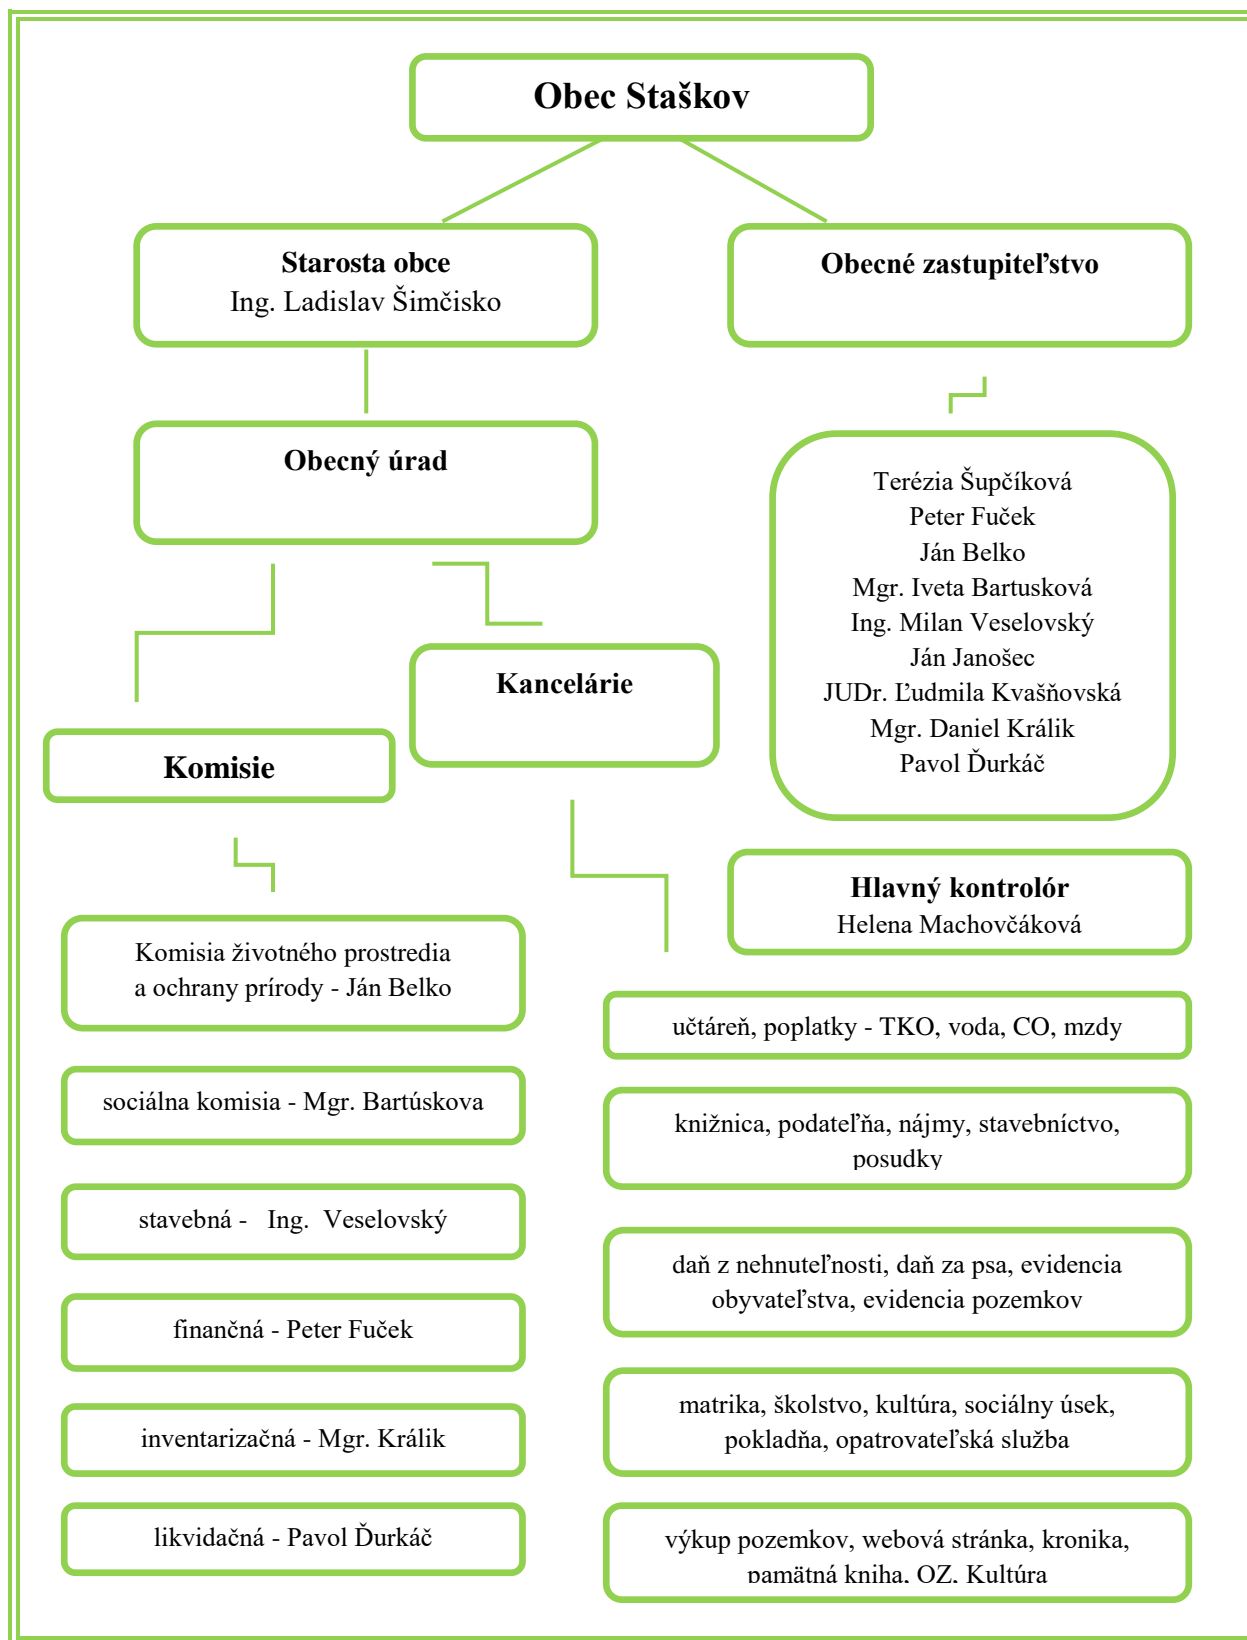 Obec Staškov
Starosta obce
Ing. Ladislav Šimčisko
Obecné zastupiteľstvo
Obecný úrad
Terézia Šupčíková
Peter Fuček
Ján Belko
Mgr. Iveta Bartusková
Ing. Milan Veselovský
Ján Janošec
JUDr. Ľudmila Kvašňovská
Mgr. Daniel Králik
Pavol Ďurkáč
Kancelárie
Komisie
Hlavný kontrolór
Helena Machovčáková
Komisia životného prostredia
a ochrany prírody - Ján Belko
sociálna komisia - Mgr. Bartúskova
stavebná -   Ing.  Veselovský
finančná - Peter Fuček
inventarizačná - Mgr. Králik
likvidačná - Pavol Ďurkáč
učtáreň, poplatky - TKO, voda, CO, mzdy
knižnica, podateľňa, nájmy, stavebníctvo,
posudky
daň z nehnuteľnosti, daň za psa, evidencia
obyvateľstva, evidencia pozemkov
matrika, školstvo, kultúra, sociálny úsek,
pokladňa, opatrovateľská služba
výkup pozemkov, webová stránka, kronika,
pamätná kniha, OZ, Kultúra